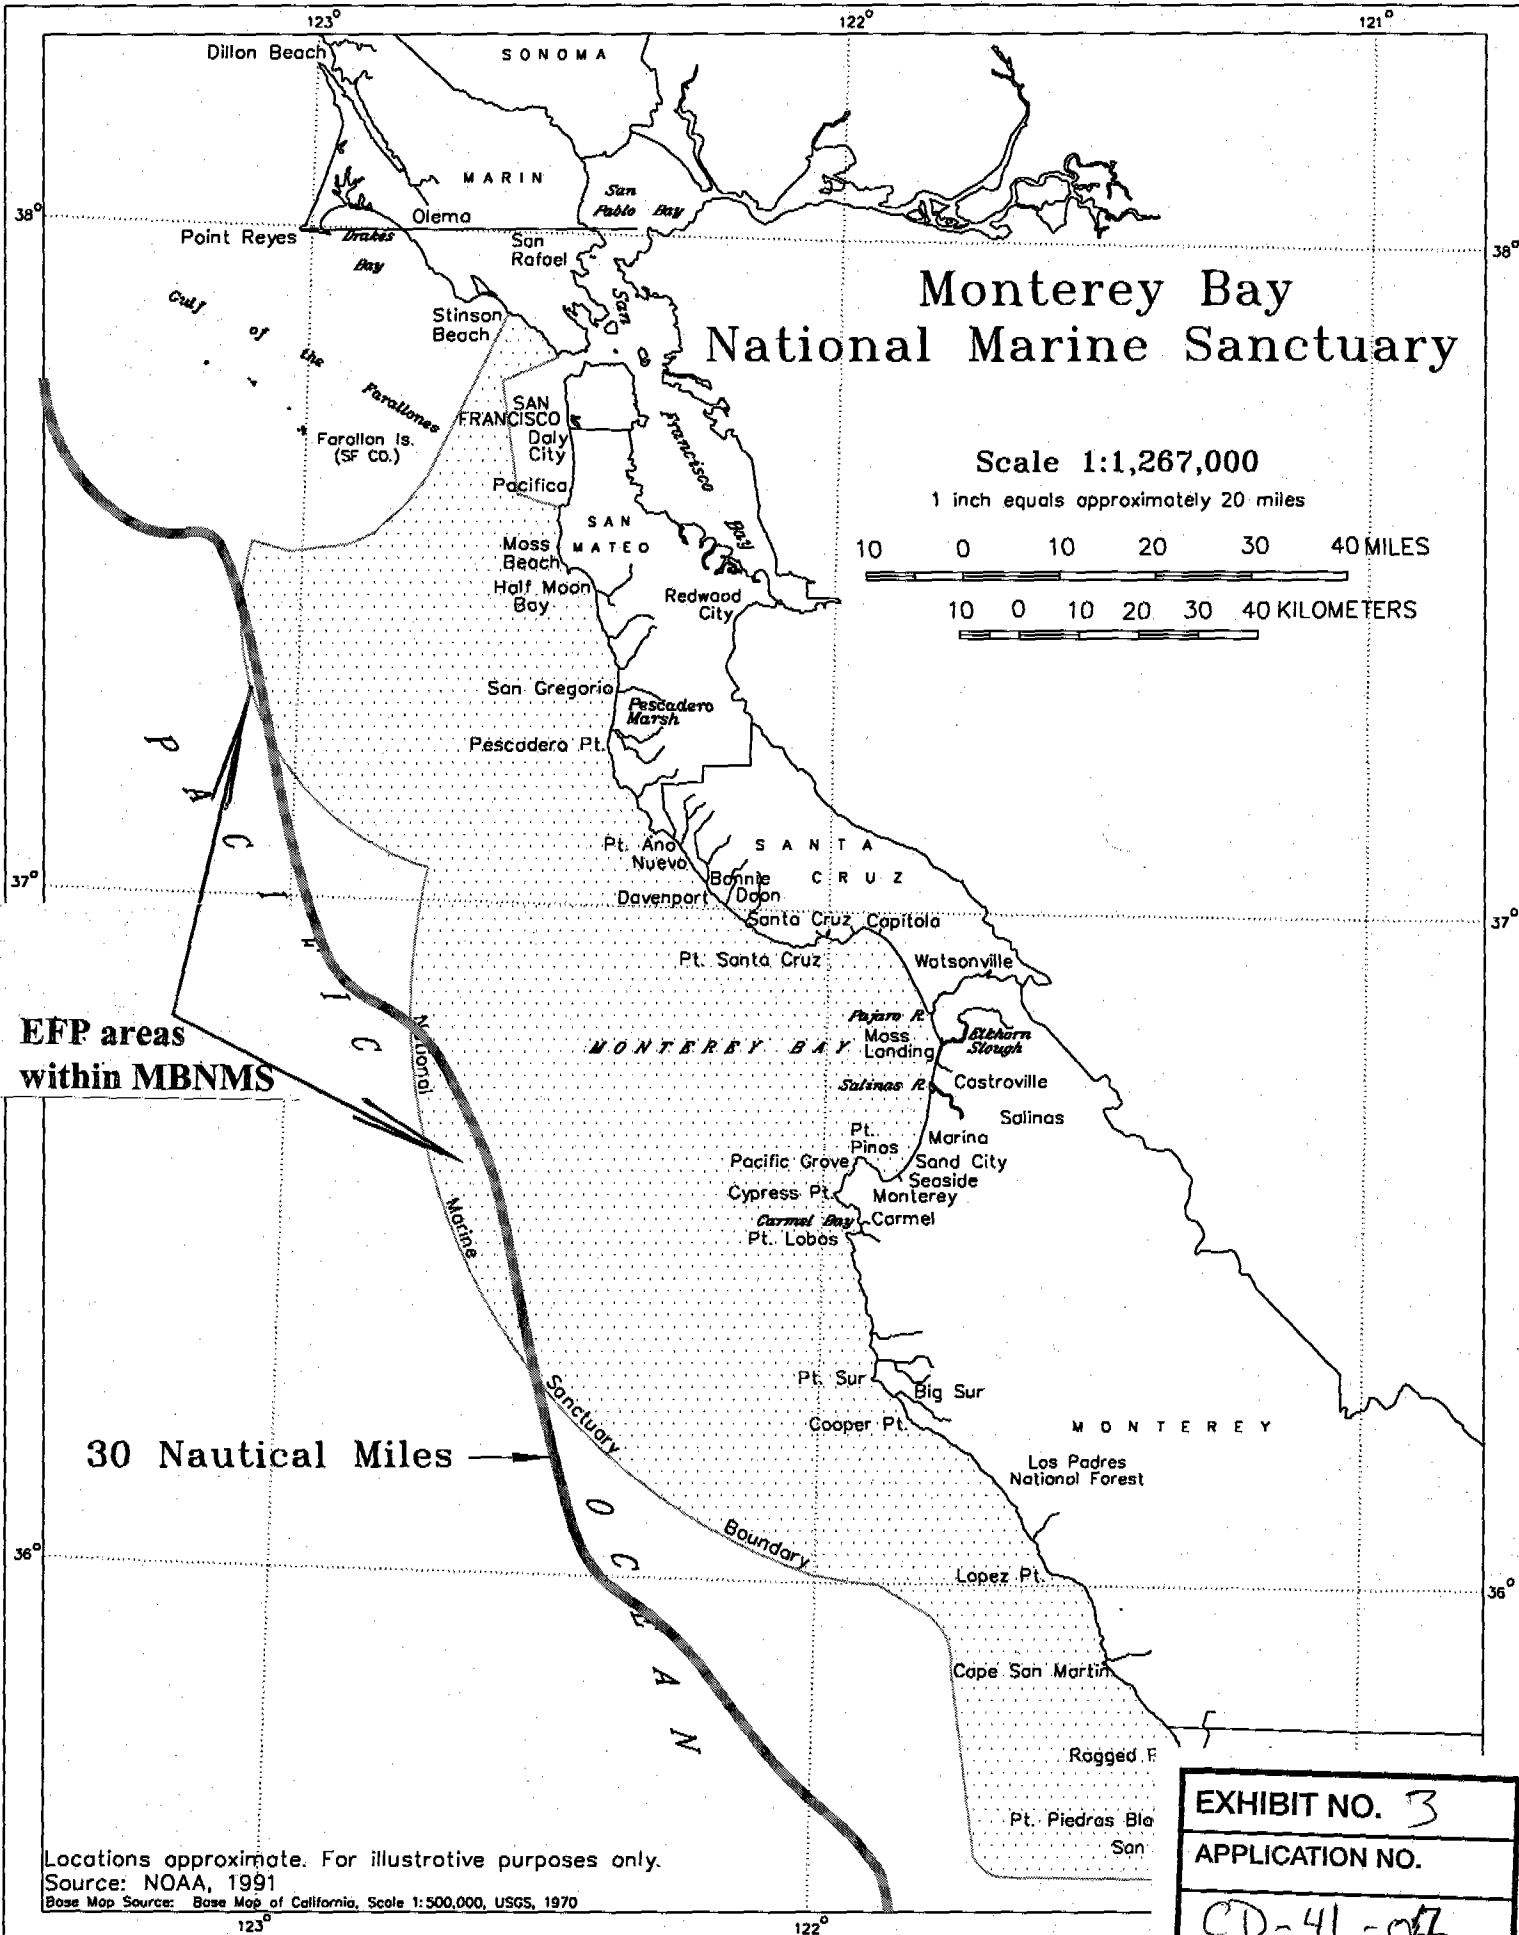 123°
122°
121°
Dillon Beach
SONOMA
MARIN
San
Pablo Bay
38°
Olema
Point Reyes
Drakes
Bay
San
Rafael
38°
Gulf of the Farallones
Stinson
Beach
San Francisco Bay
Monterey Bay
National Marine Sanctuary
SAN
FRANCISCO
Daly
City
Farallon Is.
(SF CO.)
Pacifica
Scale 1:1,267,000
1 inch equals approximately 20 miles
10 0 10 20 30 40 MILES
10 0 10 20 30 40 KILOMETERS
SAN
MATEO
Moss
Beach
Half Moon
Bay
Redwood
City
San Gregorio
Pescadero
Marsh
Pescadero Pt.
PACIFIC
Pt. Ano
Nuevo
SANTA
CRUZ
37°
Bonnie
Doon
Davenport
Santa Cruz
Capitola
37°
Pt. Santa Cruz
Watsonville
EFP areas
within MBNMS
Pajaro R.
MONTEREY BAY
Moss
Landing
Elkhorn
Slough
Salinas R.
Castroville
Salinas
Pt.
Pinos
Marina
Pacific Grove
Sand City
Seaside
Cypress Pt.
Monterey
Carmel Bay
Carmel
Pt. Lobos
National
Marine
Sanctuary
Boundary
Pt. Sur
Big Sur
Cooper Pt.
MONTEREY
30 Nautical Miles
Los Padres
National Forest
OCEAN
36°
Lopez Pt.
36°
Cape San Martin
Ragged P
Pt. Piedras Bla
San
Locations approximate. For illustrative purposes only.
Source: NOAA, 1991
Base Map Source: Base Map of California, Scale 1:500,000, USGS, 1970
123°
122°
EXHIBIT NO. 3
APPLICATION NO.